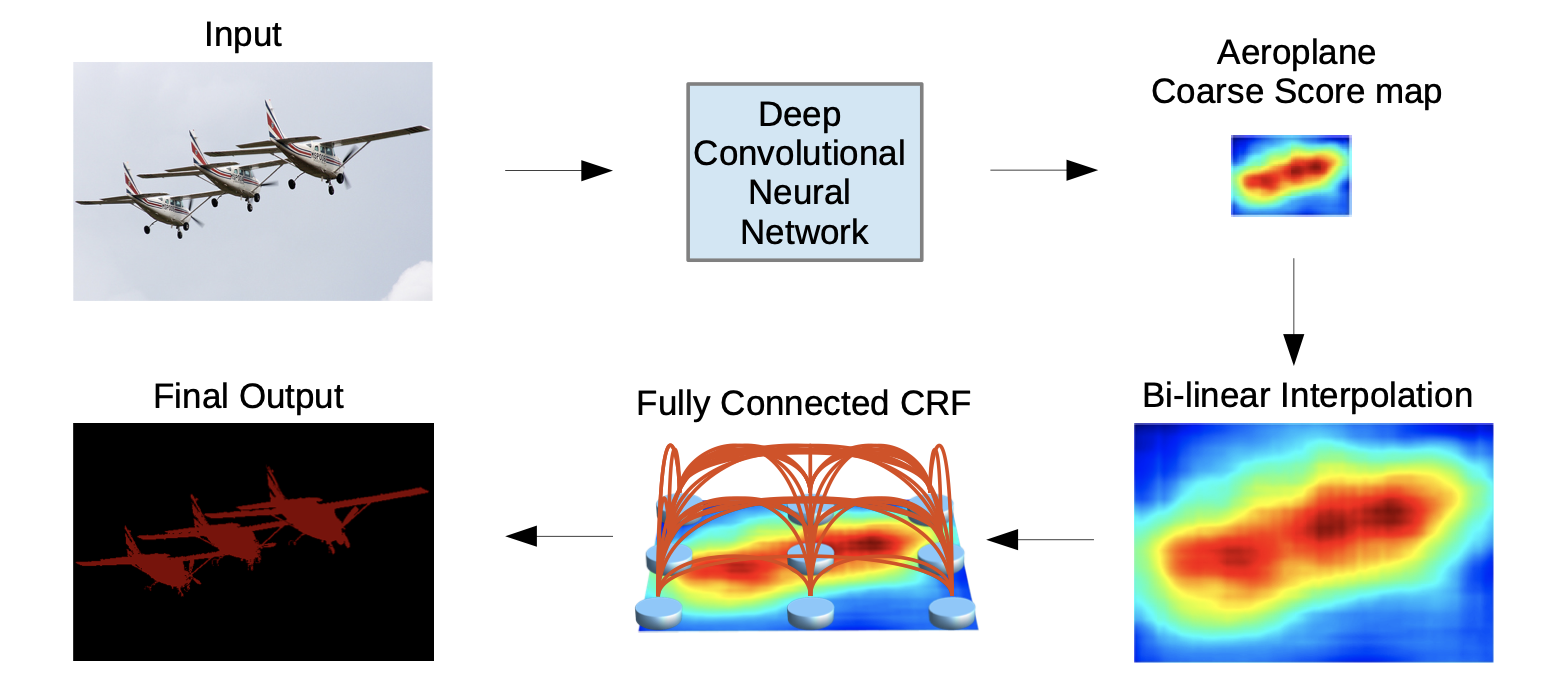 Input
Deep
Convolutional
Neural
Network
Aeroplane
Coarse Score map
Bi-linear Interpolation
Fully Connected CRF
Final Output